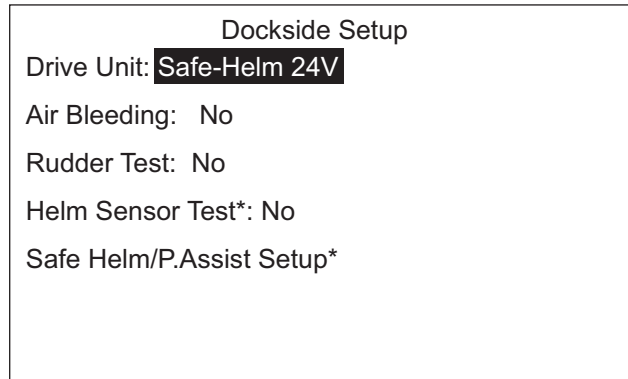 Dockside Setup
Drive Unit: Safe-Helm 24V
Air Bleeding: No
Rudder Test: No
Helm Sensor Test*: No
Safe Helm/P.Assist Setup*